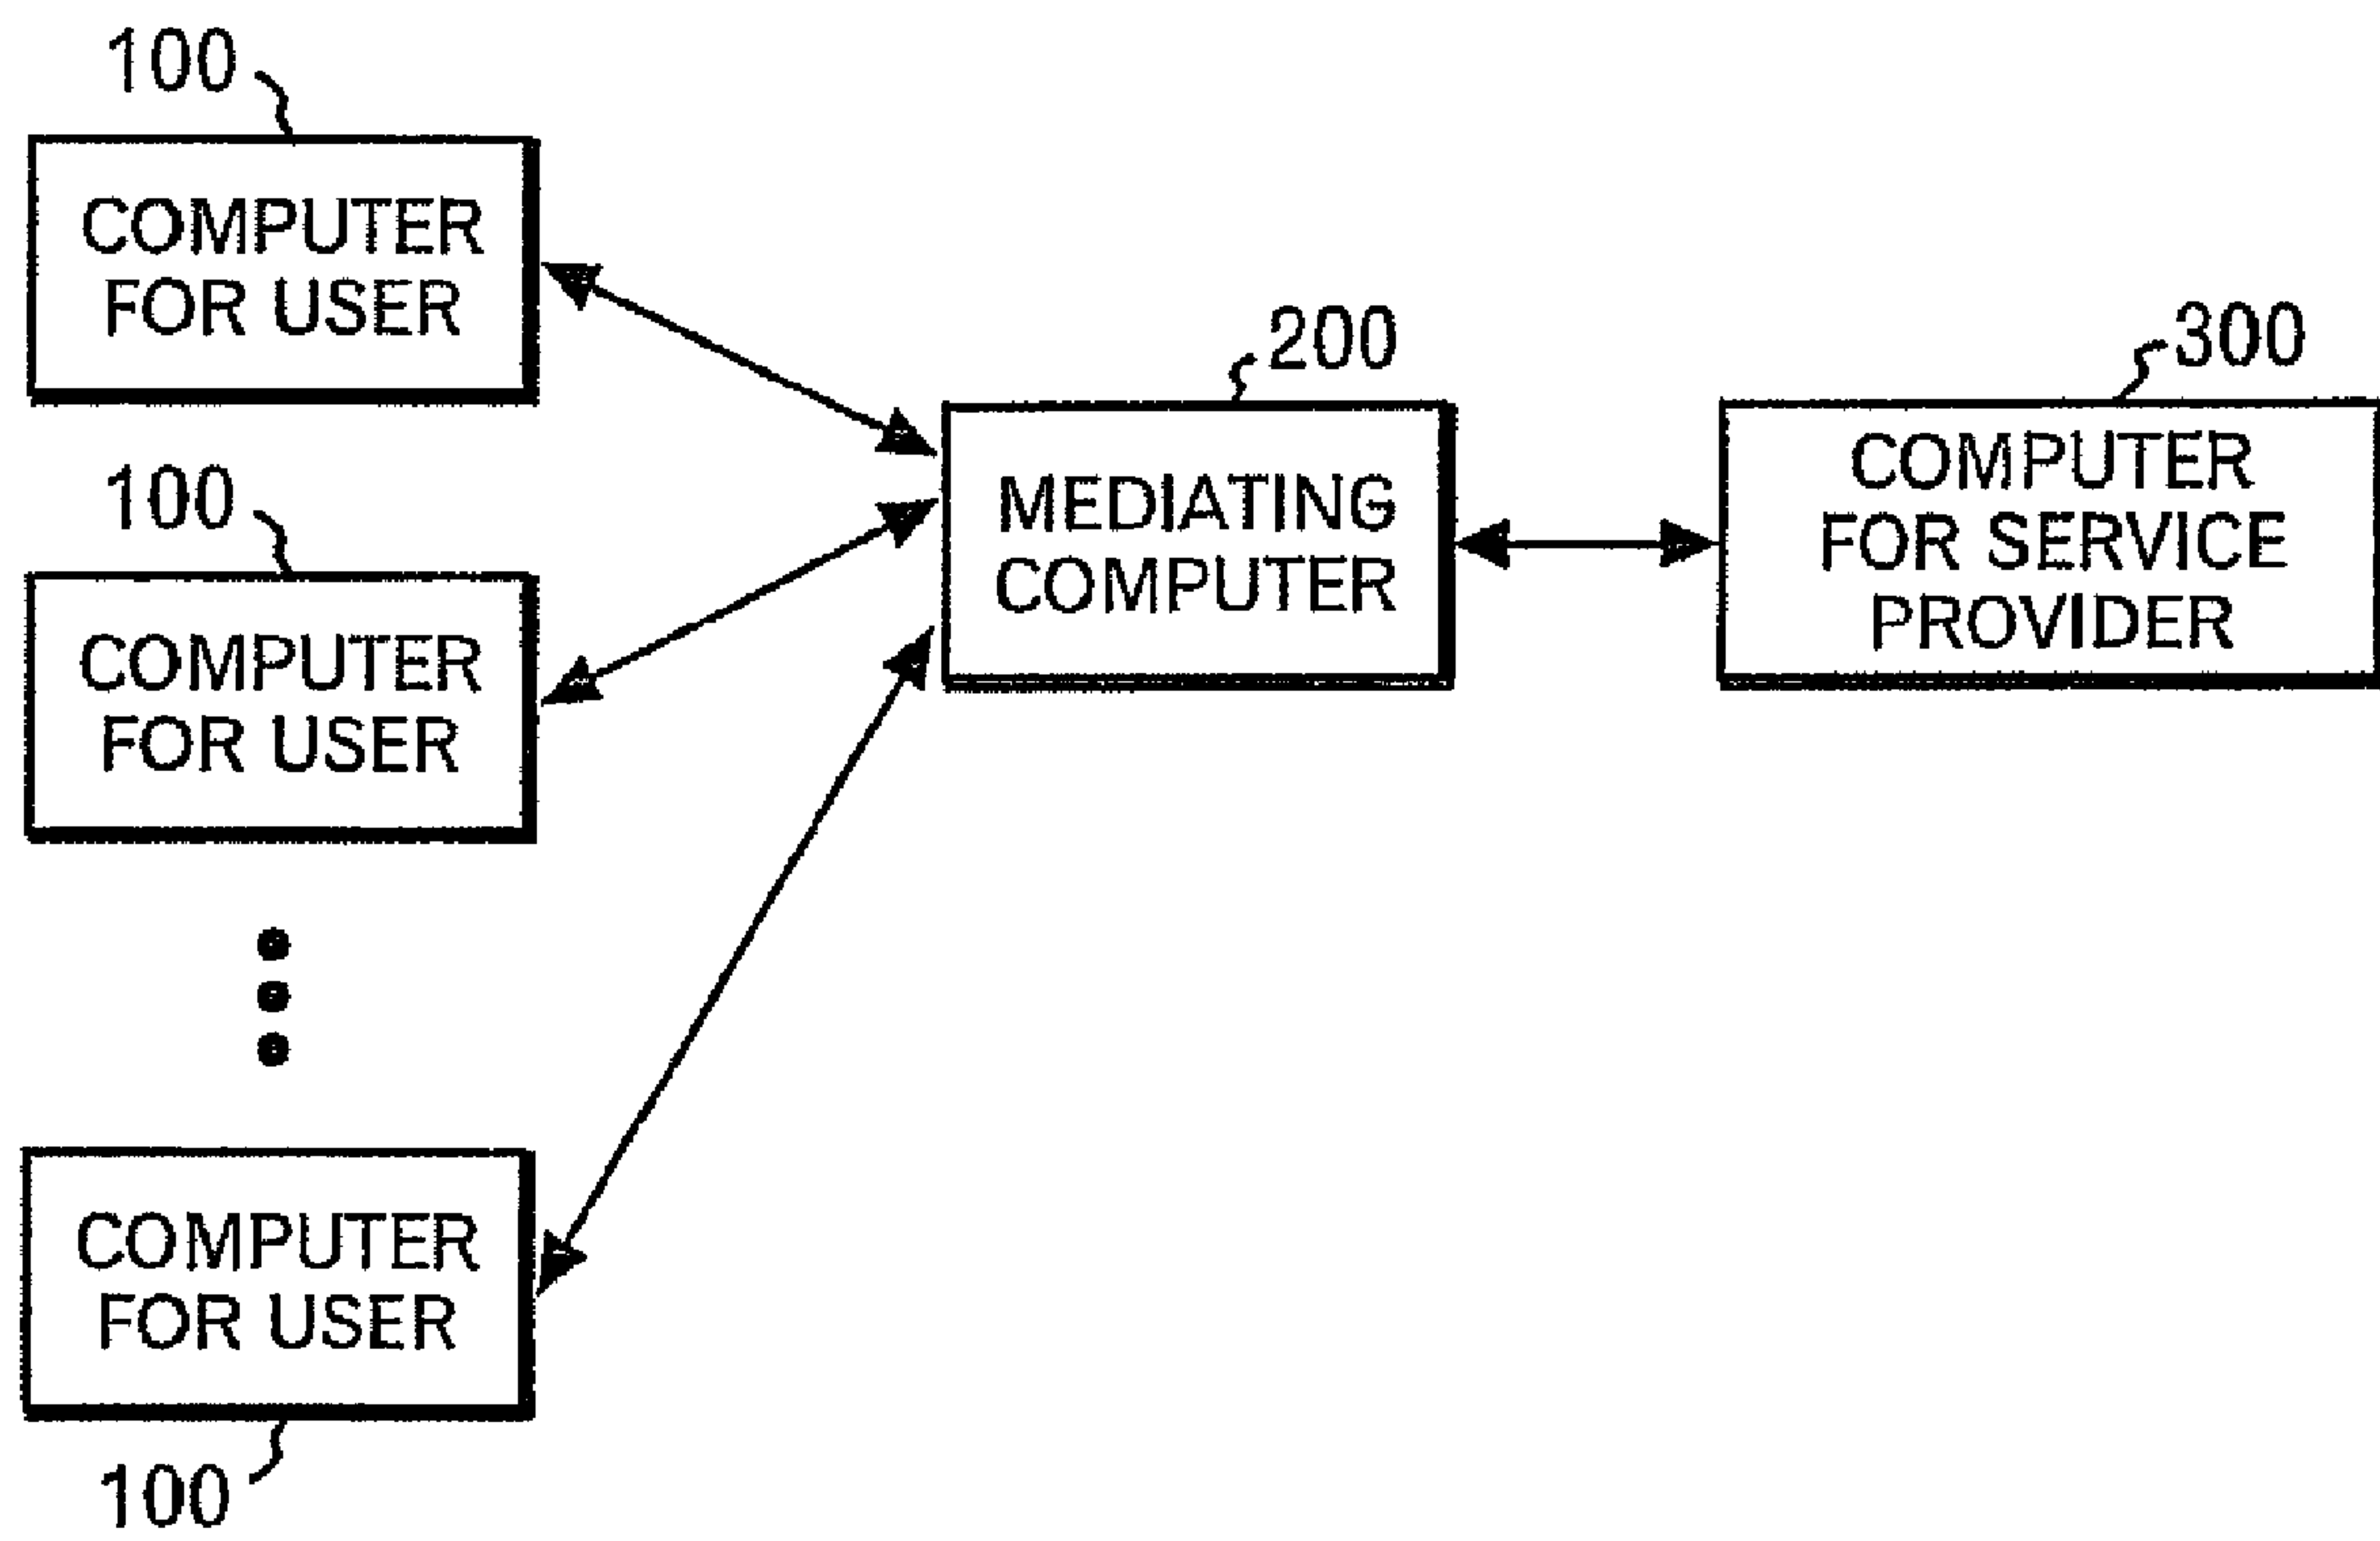 100
COMPUTER
FOR USER
100
COMPUTER
FOR USER
COMPUTER
FOR USER
100
200
MEDIATING
COMPUTER
300
COMPUTER
FOR SERVICE
PROVIDER